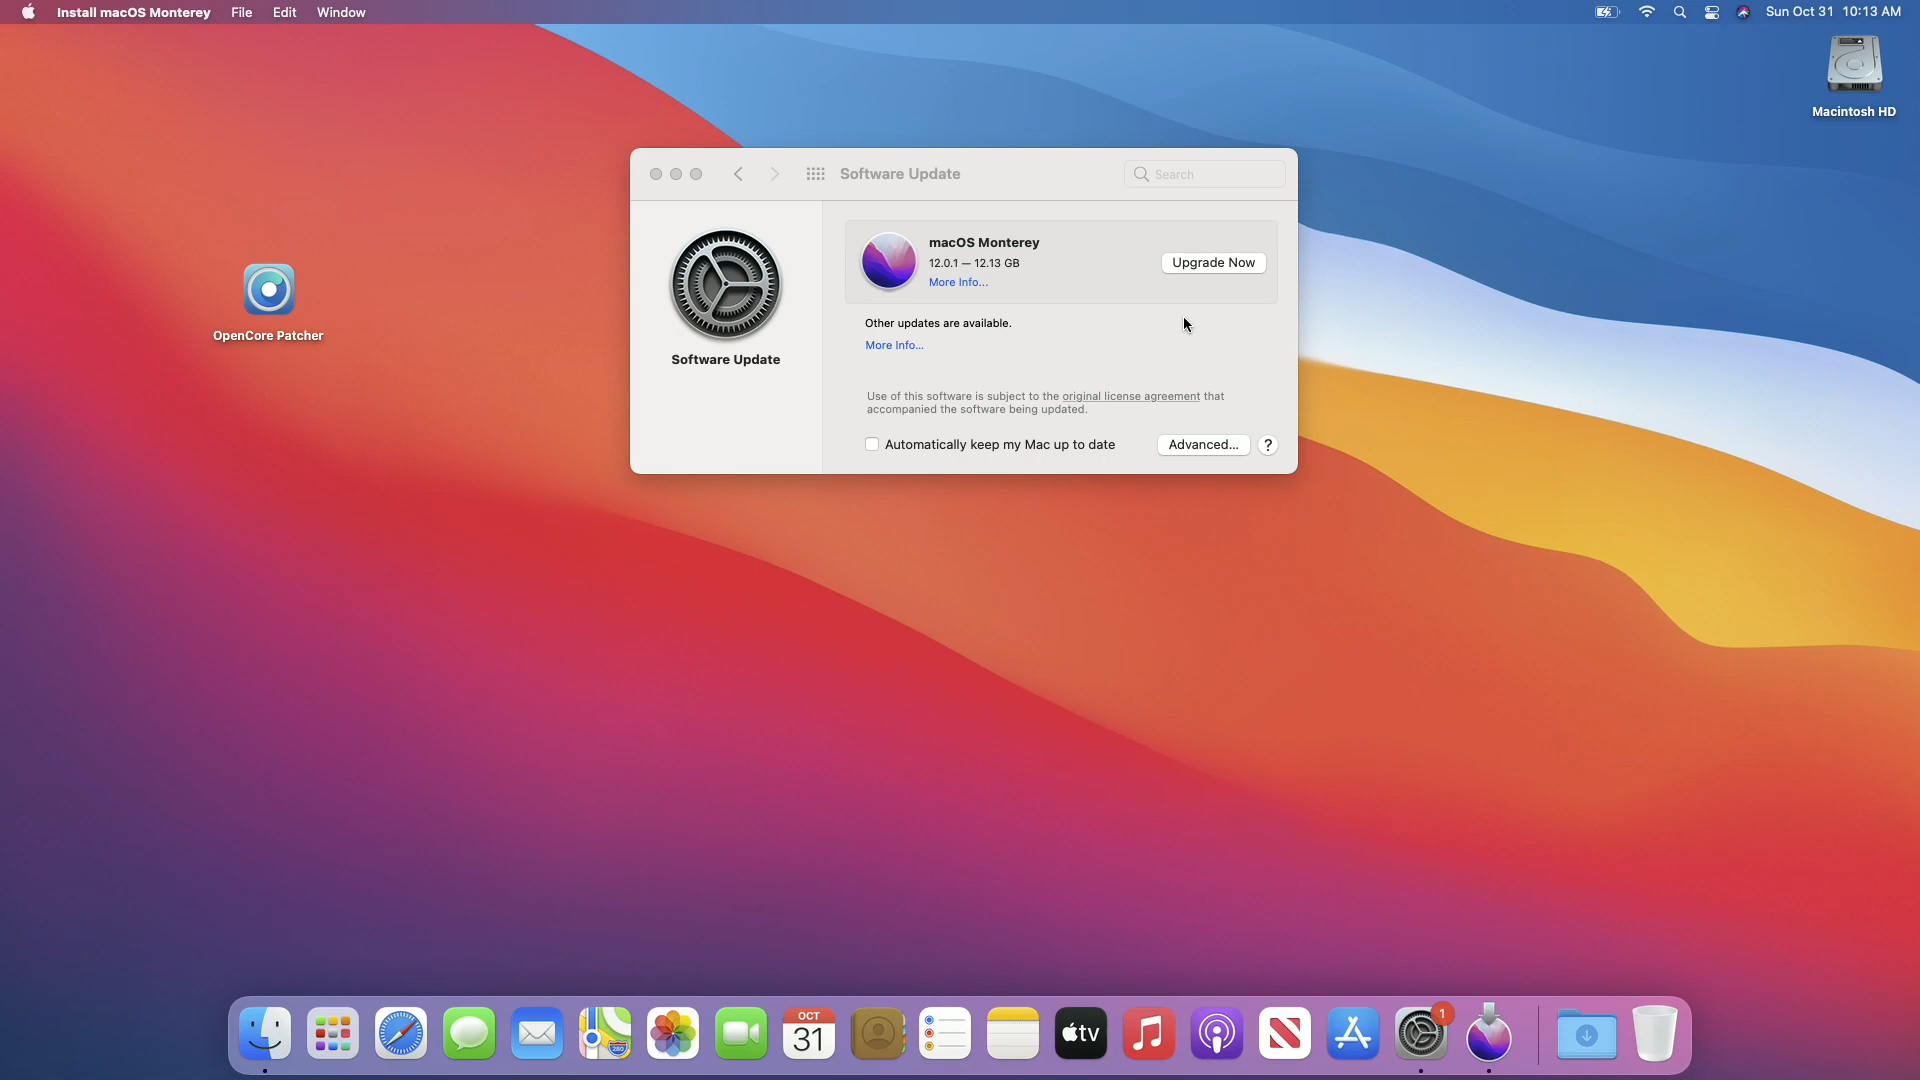 Install macOS Monterey File Edit Window Sun Oct 31 10:13 AM
Macintosh HD
OpenCore Patcher
Software Update
Search
macOS Monterey
12.0.1 — 12.13 GB
More Info...
Upgrade Now
Other updates are available.
More Info...
Software Update
Use of this software is subject to the original license agreement that
accompanied the software being updated.
Automatically keep my Mac up to date
Advanced...
?
OCT
31
280
tv
1